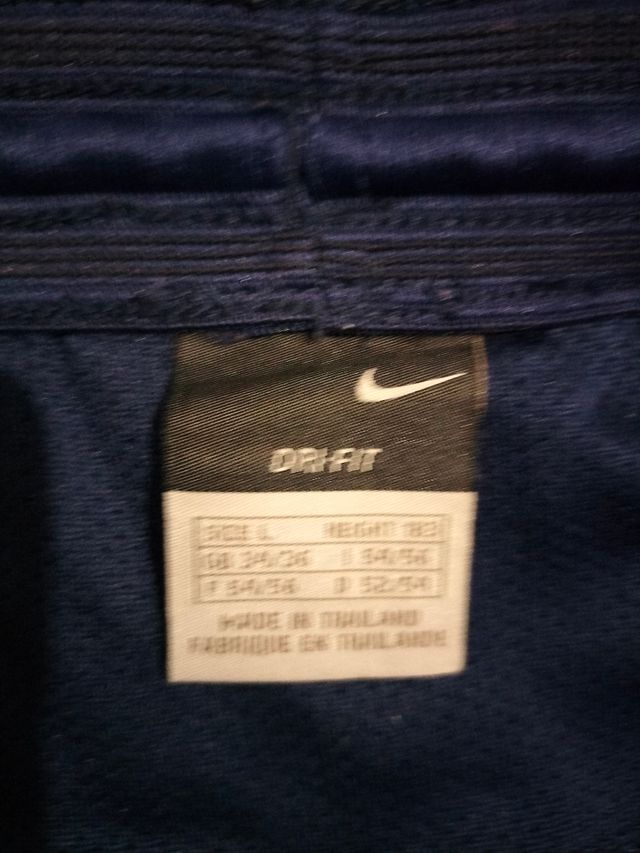 DRI-FIT
SIZE L HEIGHT 183
GB 34/36 I 54/56
F 54/56 D 52/54
MADE IN THAILAND
FABRIQUE EN THAILANDE